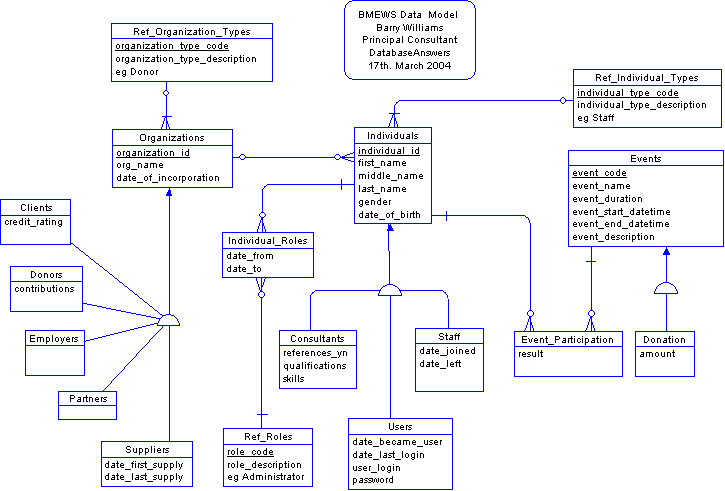 BMEWS Data Model
Barry Williams
Principal Consultant
DatabaseAnswers
17th. March 2004
Ref_Organization_Types
organization_type_code
organization_type_description
eg Donor
Ref_Individual_Types
individual_type_code
individual_type_description
eg Staff
Organizations
organization_id
org_name
date_of_incorporation
Individuals
individual_id
first_name
middle_name
last_name
gender
date_of_birth
Events
event_code
event_name
event_duration
event_start_datetime
event_end_datetime
event_description
Clients
credit_rating
Individual_Roles
date_from
date_to
Donors
contributions
Employers
Partners
Suppliers
date_first_supply
date_last_supply
Consultants
references_yn
qualifications
skills
Staff
date_joined
date_left
Event_Participation
result
Donation
amount
Ref_Roles
role_code
role_description
eg Administrator
Users
date_became_user
date_last_login
user_login
password